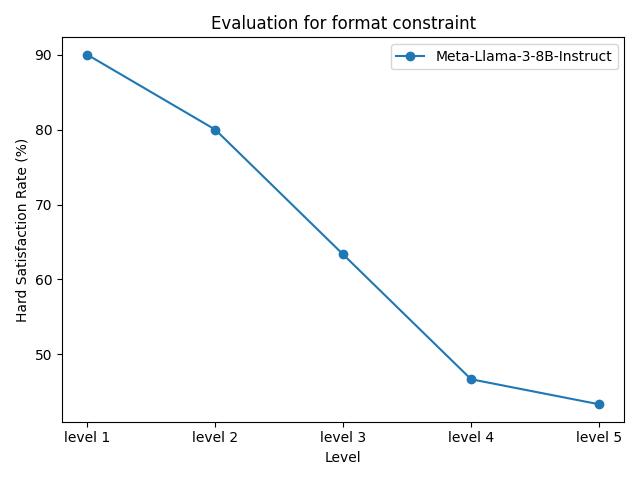 Evaluation for format constraint
Meta-Llama-3-8B-Instruct
Hard Satisfaction Rate (%)
90
80
70
60
50
level 1
level 2
level 3
level 4
level 5
Level